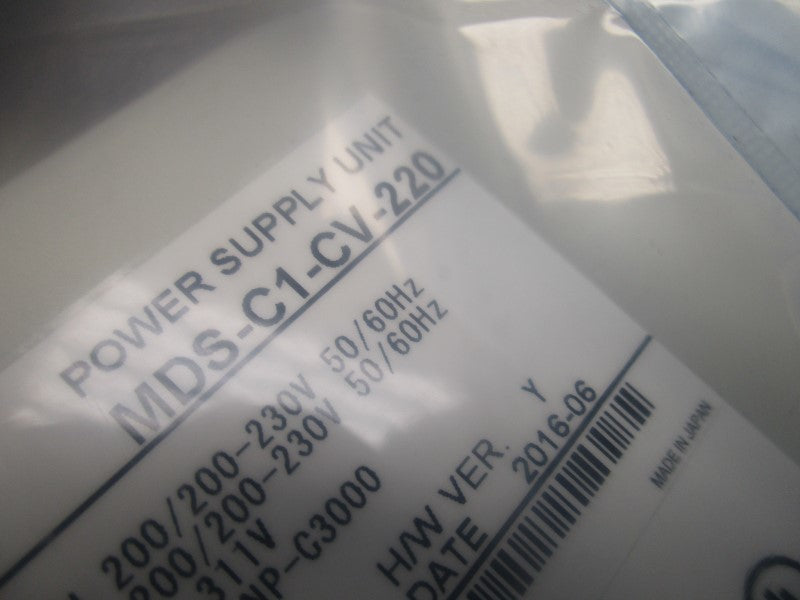 POWER SUPPLY UNIT
MDS-C1-CV-220
200/200-230V 50/60Hz
200/200-230V 50/60Hz
311V
NP-C3000
H/W VER. Y
DATE 2016-06
MADE IN JAPAN